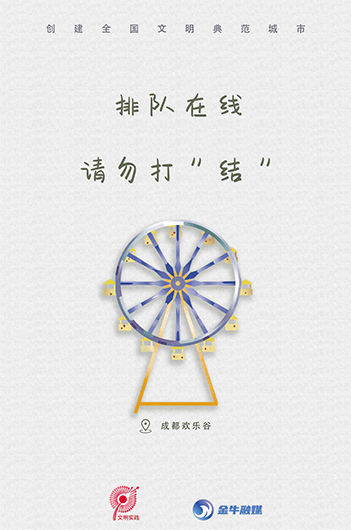 创建全国文明典范城市
排队在线
请勿打"结"
成都欢乐谷
文明实践
金牛融媒